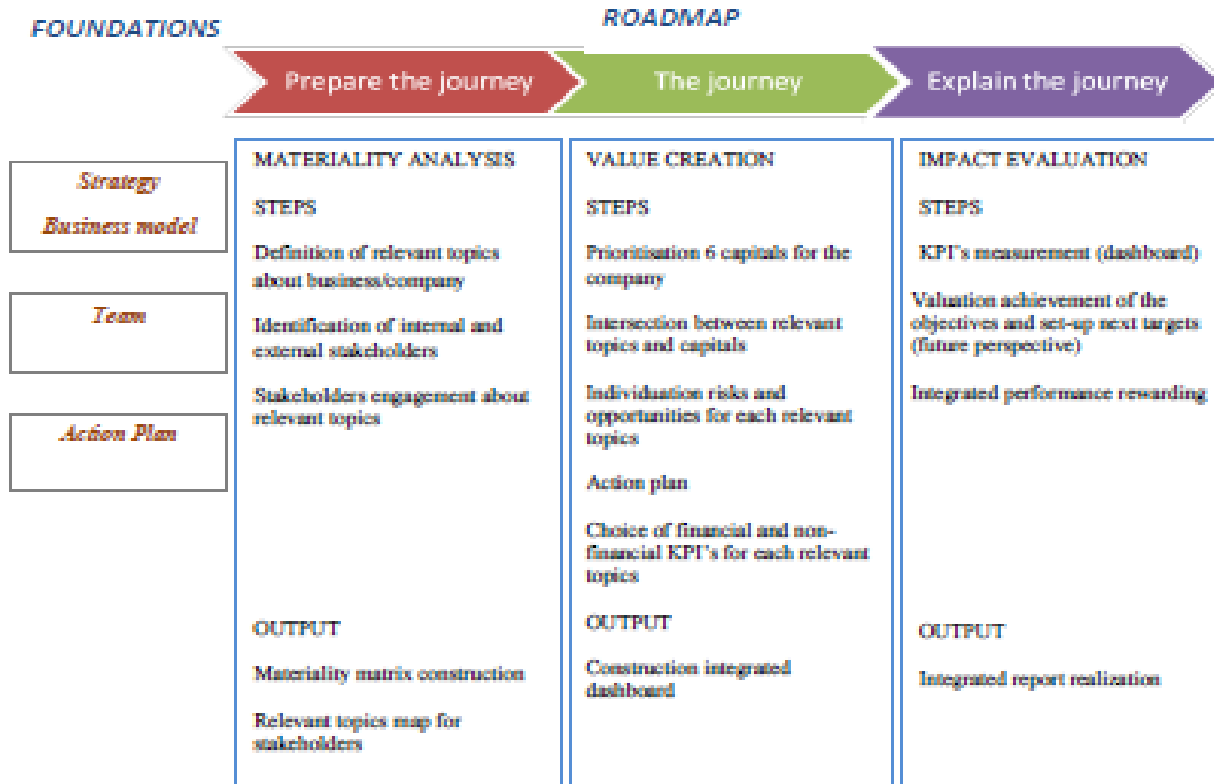 FOUNDATIONS
ROADMAP
Prepare the journey
The journey
Explain the journey
Strategy
Business model
Team
Action Plan
MATERIALITY ANALYSIS
STEPS
Definition of relevant topics
about business/company
Identification of internal and
external stakeholders
Stakeholders engagement about
relevant topics
OUTPUT
Materiality matrix construction
Relevant topics map for
stakeholders
VALUE CREATION
STEPS
Prioritisation 6 capitals for the
company
Intersection between relevant
topics and capitals
Individuation risks and
opportunities for each relevant
topics
Action plan
Choice of financial and non-
financial KPI's for each relevant
topics
OUTPUT
Construction integrated
dashboard
IMPACT EVALUATION
STEPS
KPI's measurement (dashboard)
Valuation achievement of the
objectives and set-up next targets
(future perspective)
Integrated performance rewarding
OUTPUT
Integrated report realization